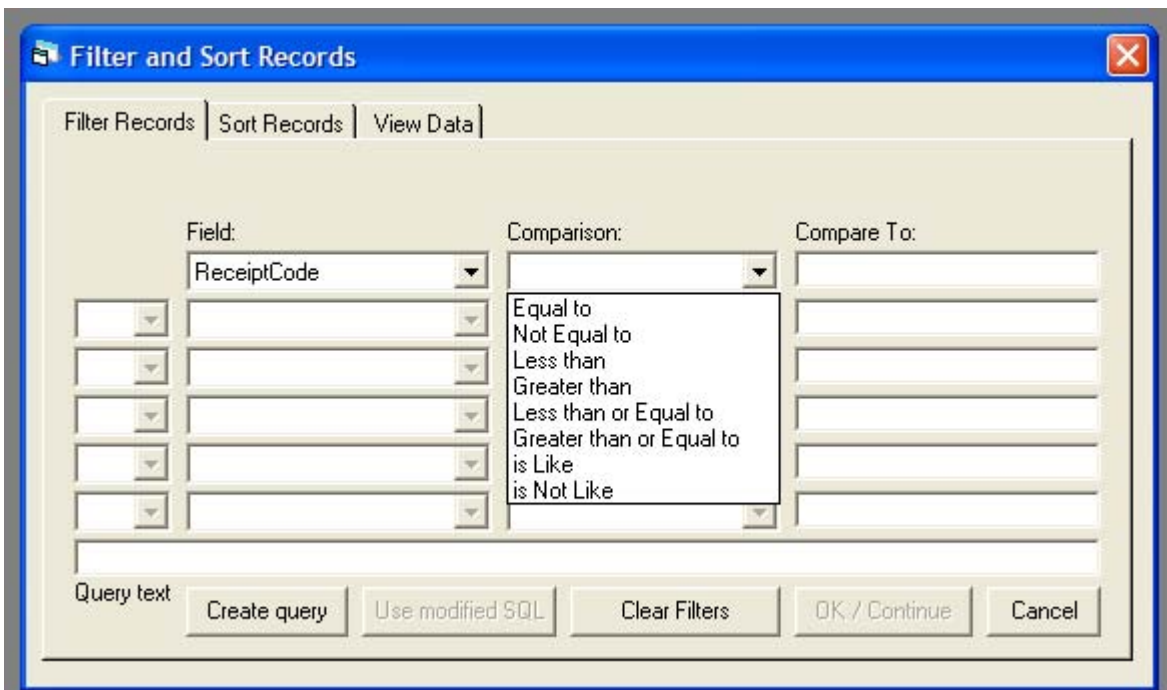 Filter and Sort Records
Filter Records Sort Records View Data
Field: Comparison: Compare To:
ReceiptCode
Equal to
Not Equal to
Less than
Greater than
Less than or Equal to
Greater than or Equal to
is Like
is Not Like
Query text Create query Use modified SQL Clear Filters OK / Continue Cancel